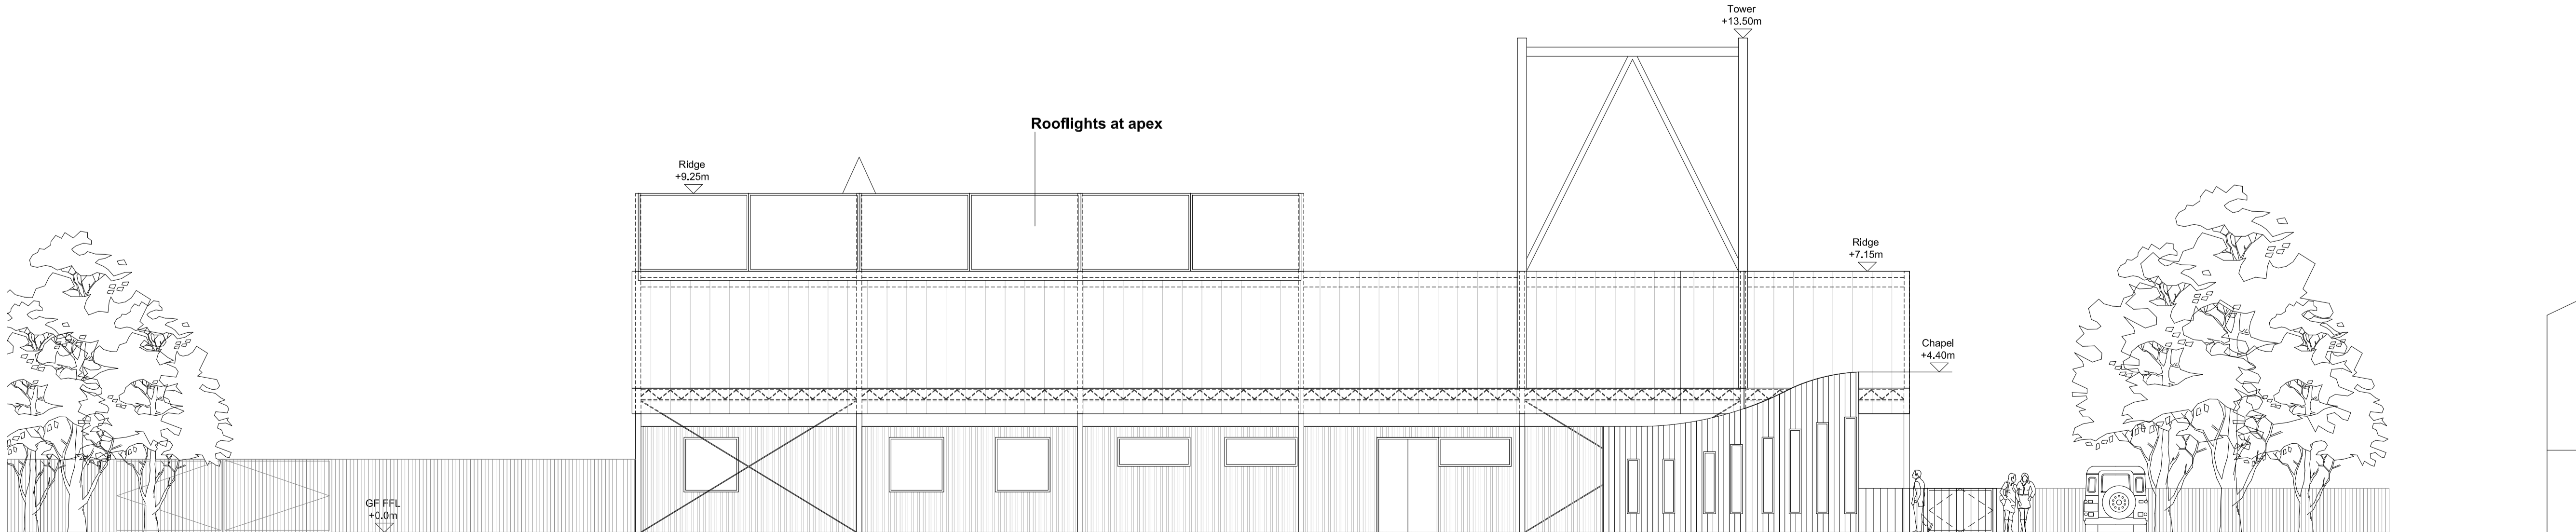 Tower
+13.50m
Rooflights at apex
Ridge
+9.25m
Ridge
+7.15m
Chapel
+4.40m
GF FFL
+0.0m